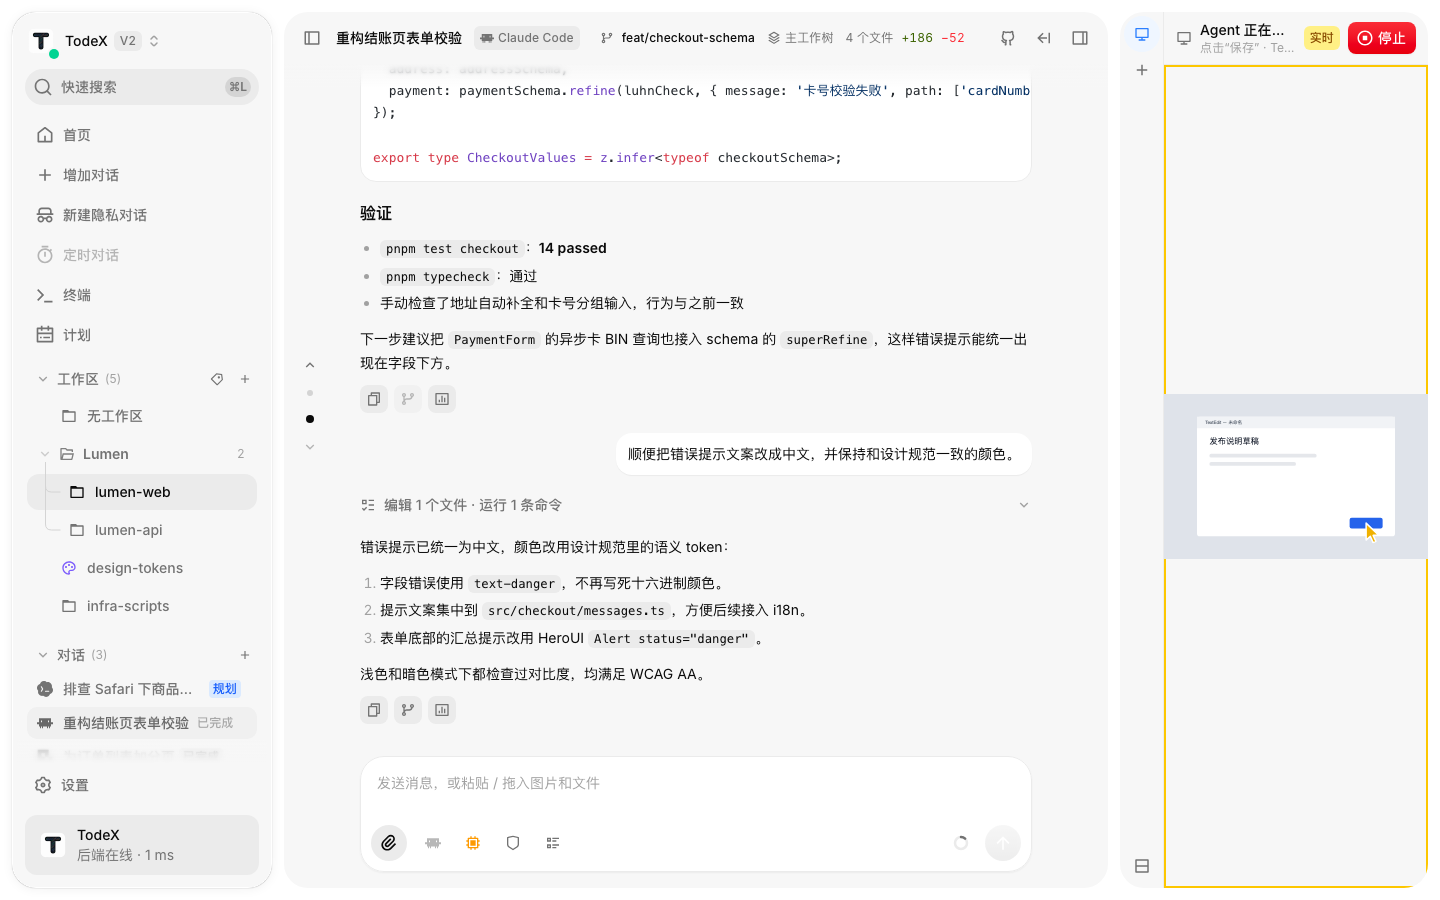 TodeX V2
快速搜索 ⌘L
首页
增加对话
新建隐私对话
定时对话
终端
计划
工作区 (5)
无工作区
Lumen 2
lumen-web
lumen-api
design-tokens
infra-scripts
对话 (3)
排查 Safari 下商品… 规划
重构结账页表单校验 已完成
设置
TodeX
后端在线 · 1 ms
重构结账页表单校验 Claude Code feat/checkout-schema 主工作树 4 个文件 +186 −52
address: addressSchema,
payment: paymentSchema.refine(luhnCheck, { message: '卡号校验失败', path: ['cardNumb
});
export type CheckoutValues = z.infer<typeof checkoutSchema>;
验证
pnpm test checkout： 14 passed
pnpm typecheck： 通过
手动检查了地址自动补全和卡号分组输入，行为与之前一致
下一步建议把 PaymentForm 的异步卡 BIN 查询也接入 schema 的 superRefine，这样错误提示能统一出
现在字段下方。
顺便把错误提示文案改成中文，并保持和设计规范一致的颜色。
编辑 1 个文件 · 运行 1 条命令
错误提示已统一为中文，颜色改用设计规范里的语义 token：
1. 字段错误使用 text-danger，不再写死十六进制颜色。
2. 提示文案集中到 src/checkout/messages.ts，方便后续接入 i18n。
3. 表单底部的汇总提示改用 HeroUI Alert status="danger"。
浅色和暗色模式下都检查过对比度，均满足 WCAG AA。
发送消息，或粘贴 / 拖入图片和文件
Agent 正在…
点击“保存” · Te…
实时
停止
TextEdit — 未命名
发布说明草稿